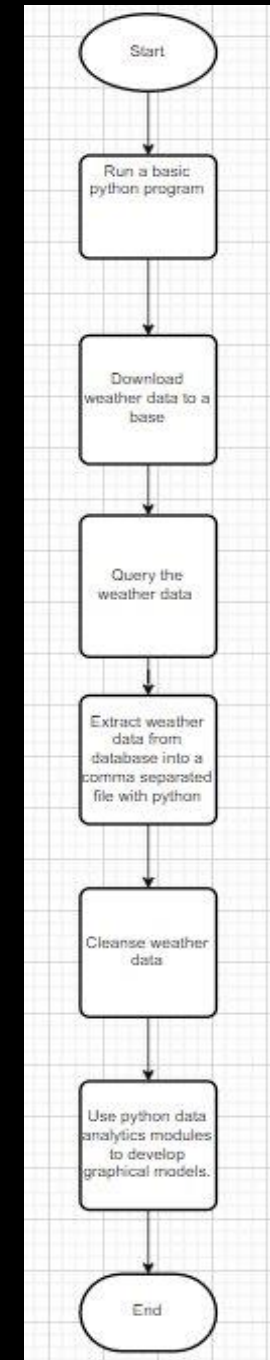 Start
Run a basic
python program
Download
weather data to a
base
Query the
weather data
Extract weather
data from
database into a
comma separated
file with python
Cleanse weather
data
Use python data
analytics modules
to develop
graphical models.
End